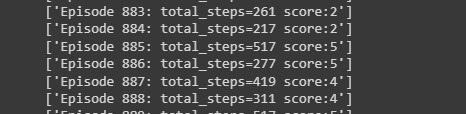 ['Episode 883: total_steps=261 score:2']
['Episode 884: total_steps=217 score:2']
['Episode 885: total_steps=517 score:5']
['Episode 886: total_steps=277 score:5']
['Episode 887: total_steps=419 score:4']
['Episode 888: total_steps=311 score:4']